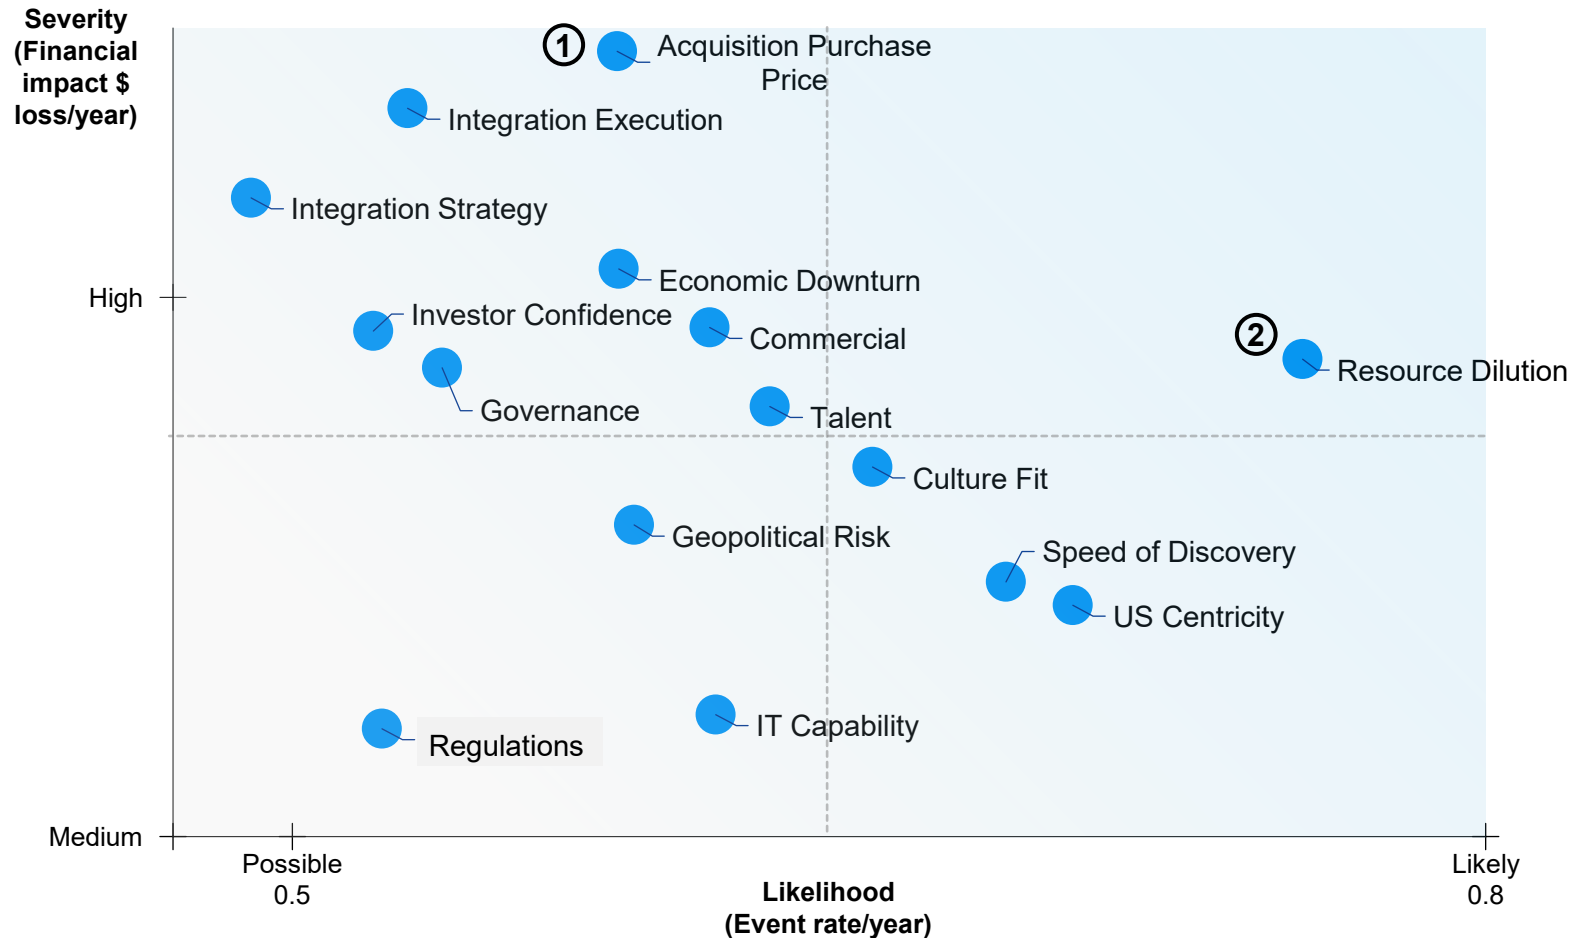 Severity
(Financial
impact $
loss/year)
1
Acquisition Purchase
Price
Integration Execution
Integration Strategy
Economic Downturn
High
Investor Confidence
Commercial
2
Resource Dilution
Governance
Talent
Culture Fit
Geopolitical Risk
Speed of Discovery
US Centricity
IT Capability
Regulations
Medium
Possible
0.5
Likely
0.8
Likelihood
(Event rate/year)